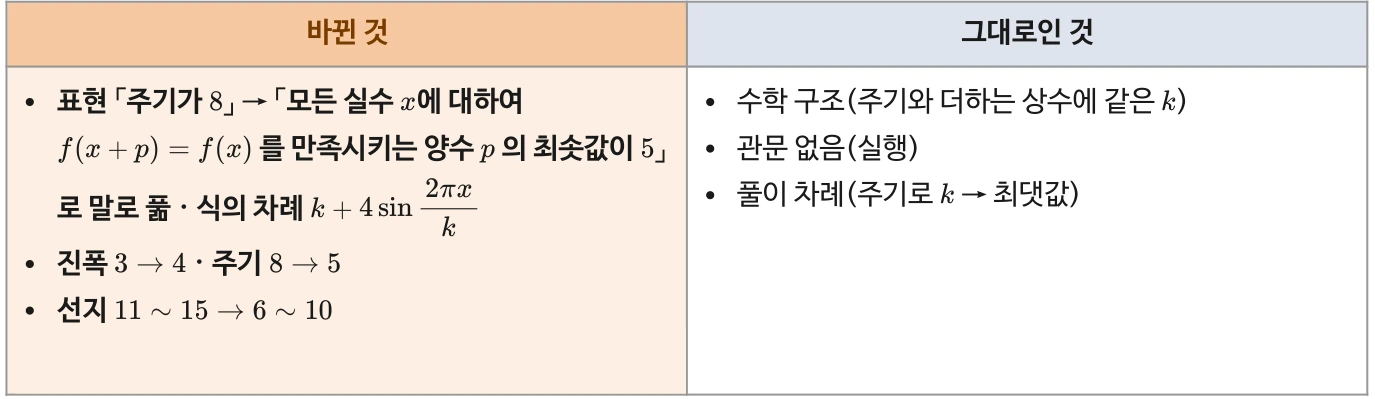 바뀐 것
그대로인 것
• 표현「주기가 8」→「모든 실수 x에 대하여
f(x + p) = f(x) 를 만족시키는 양수 p 의 최솟값이 5」
로 말로 풂 · 식의 차례 k + 4 sin 2πx/k
• 진폭 3 → 4 · 주기 8 → 5
• 선지 11 ∼ 15 → 6 ∼ 10
• 수학 구조(주기와 더하는 상수에 같은 k)
• 관문 없음(실행)
• 풀이 차례(주기로 k → 최댓값)